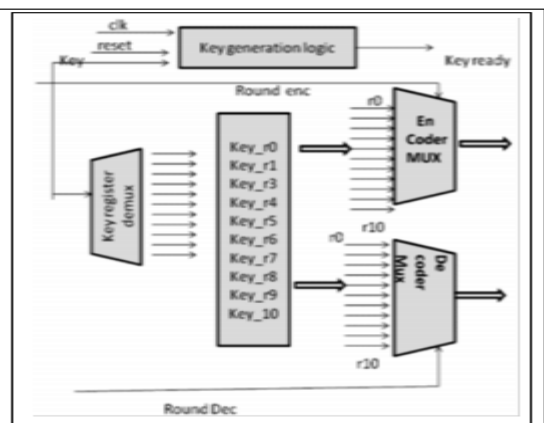 clk
reset
Key
Key generation logic
Key ready
Round enc
r0
En
Coder
MUX
Key register
demux
Key_r0
Key_r1
Key_r3
Key_r4
Key_r5
Key_r6
Key_r7
Key_r8
Key_r9
Key_10
r10
r0
De
coder
Mux
r10
Round Dec